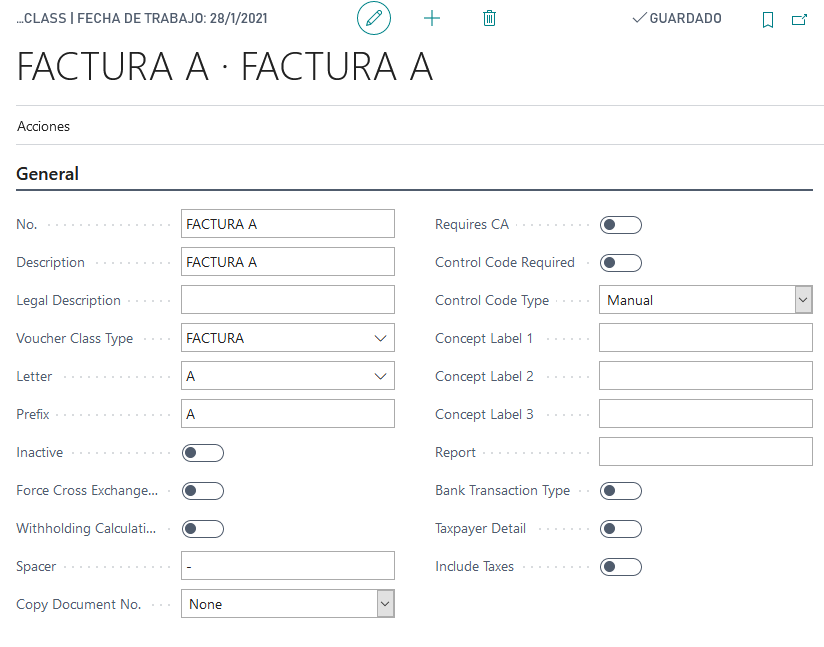 ...CLASS | FECHA DE TRABAJO: 28/1/2021
GUARDADO
FACTURA A · FACTURA A
Acciones
General
No. FACTURA A
Description FACTURA A
Legal Description
Voucher Class Type FACTURA
Letter A
Prefix A
Inactive
Force Cross Exchange...
Withholding Calculati...
Spacer -
Copy Document No. None
Requires CA
Control Code Required
Control Code Type Manual
Concept Label 1
Concept Label 2
Concept Label 3
Report
Bank Transaction Type
Taxpayer Detail
Include Taxes